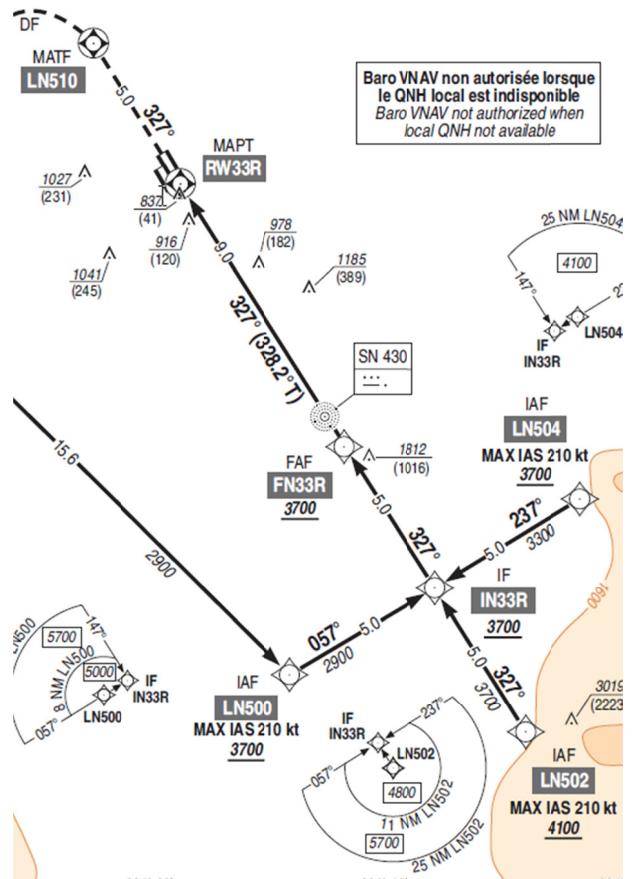 DF
MATF
LN510
5.0
327°
MAPT
RW33R
Baro VNAV non autorisée lorsque
le QNH local est indisponible
Baro VNAV not authorized when
local QNH not available
1027
(231)
837
(41)
916
(120)
978
(182)
1041
(245)
1185
(389)
9.0
327° (328.2°T)
25 NM LN504
4100
147°
IF
IN33R
LN504
SN 430
IAF
LN504
MAX IAS 210 kt
3700
15.6
2900
FAF
FN33R
3700
1812
(1016)
5.0
327°
237°
5.0
3300
IF
IN33R
3700
1600
057°
5.0
2900
IAF
LN500
MAX IAS 210 kt
3700
LN500
5700
147°
5000
8 NM LN500
IF
IN33R
LN500
057°
5.0
327°
3700
3019
(2223
IAF
LN502
MAX IAS 210 kt
4100
IF
IN33R
237°
LN502
057°
4800
11 NM LN502
5700
25 NM LN502